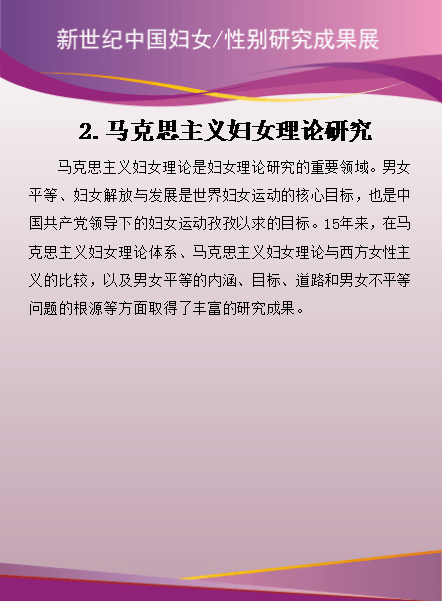 新世纪中国妇女/性别研究成果展
2.马克思主义妇女理论研究
马克思主义妇女理论是妇女理论研究的重要领域。男女
平等、妇女解放与发展是世界妇女运动的核心目标，也是中
国共产党领导下的妇女运动孜孜以求的目标。15年来，在马
克思主义妇女理论体系、马克思主义妇女理论与西方女性主
义的比较，以及男女平等的内涵、目标、道路和男女不平等
问题的根源等方面取得了丰富的研究成果。